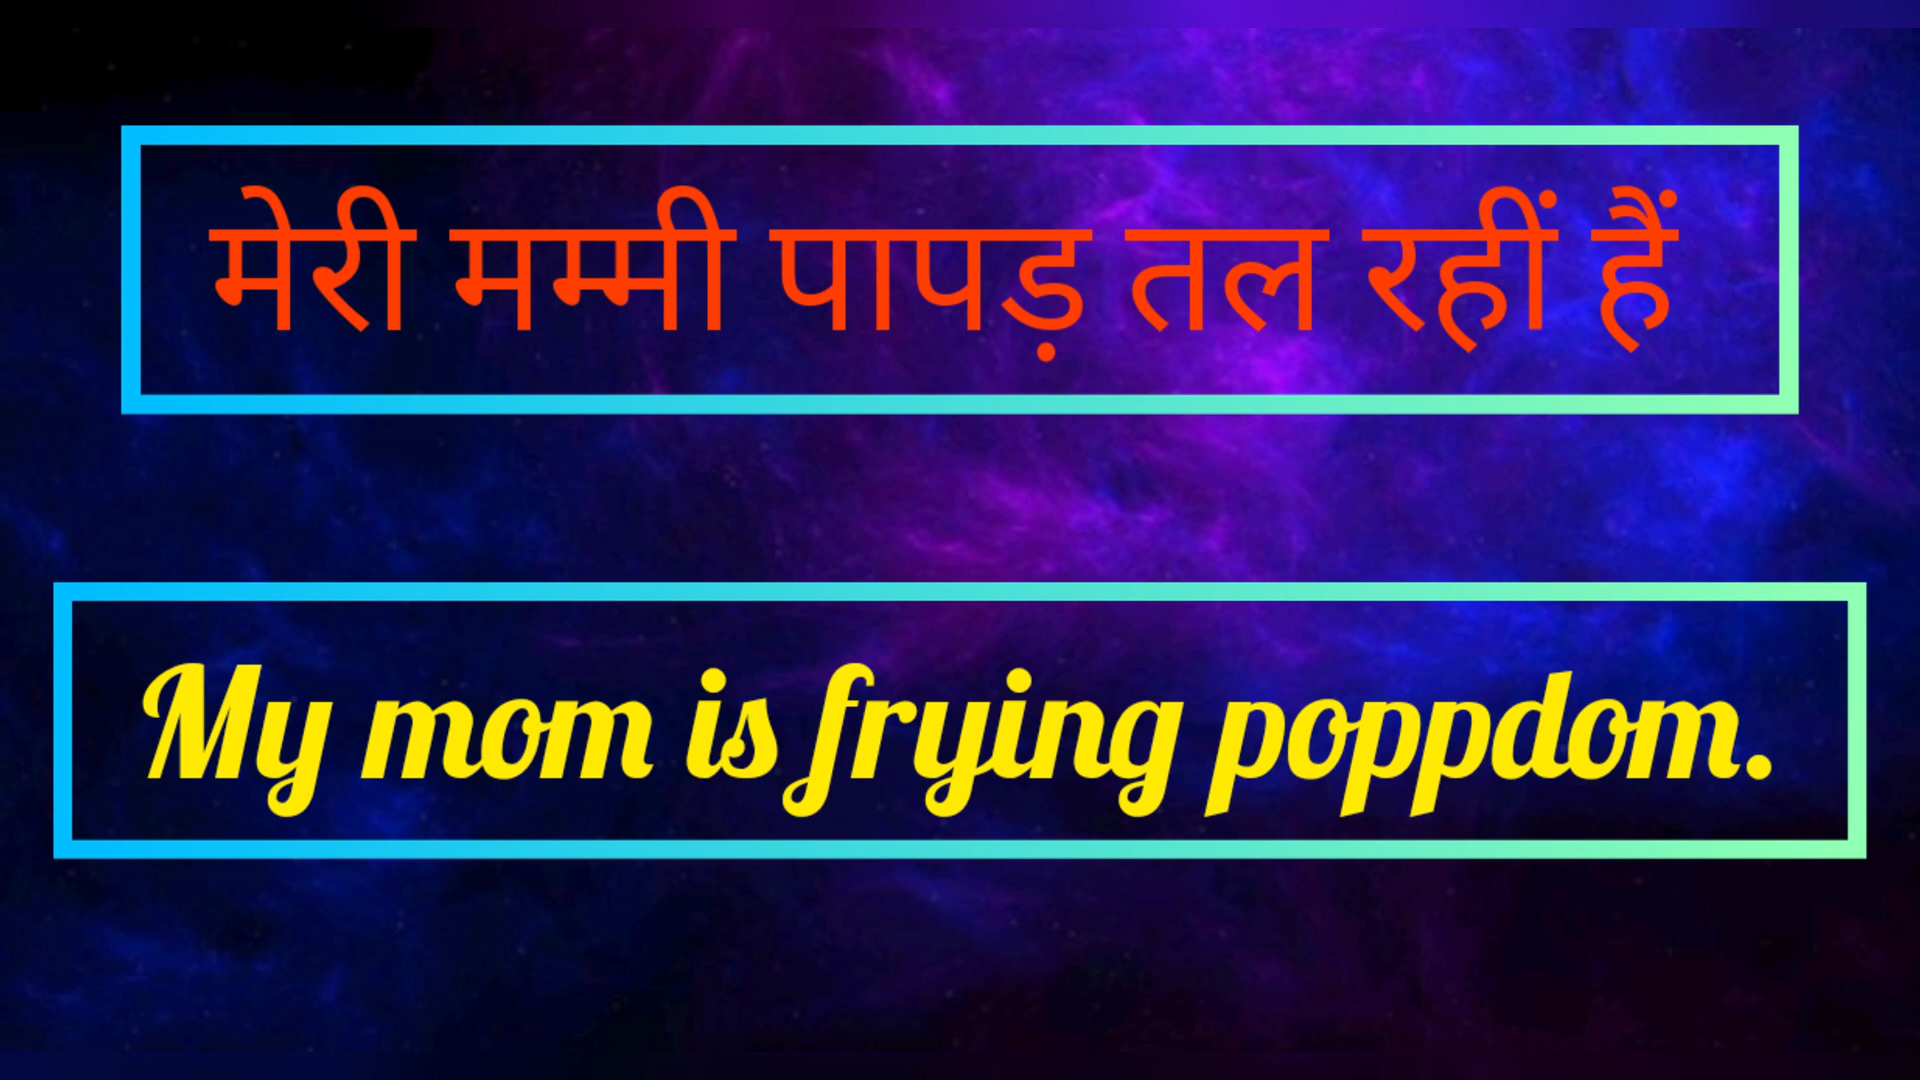 मेरी मम्मी पापड़ तल रहीं हैं
My mom is frying poppdom.